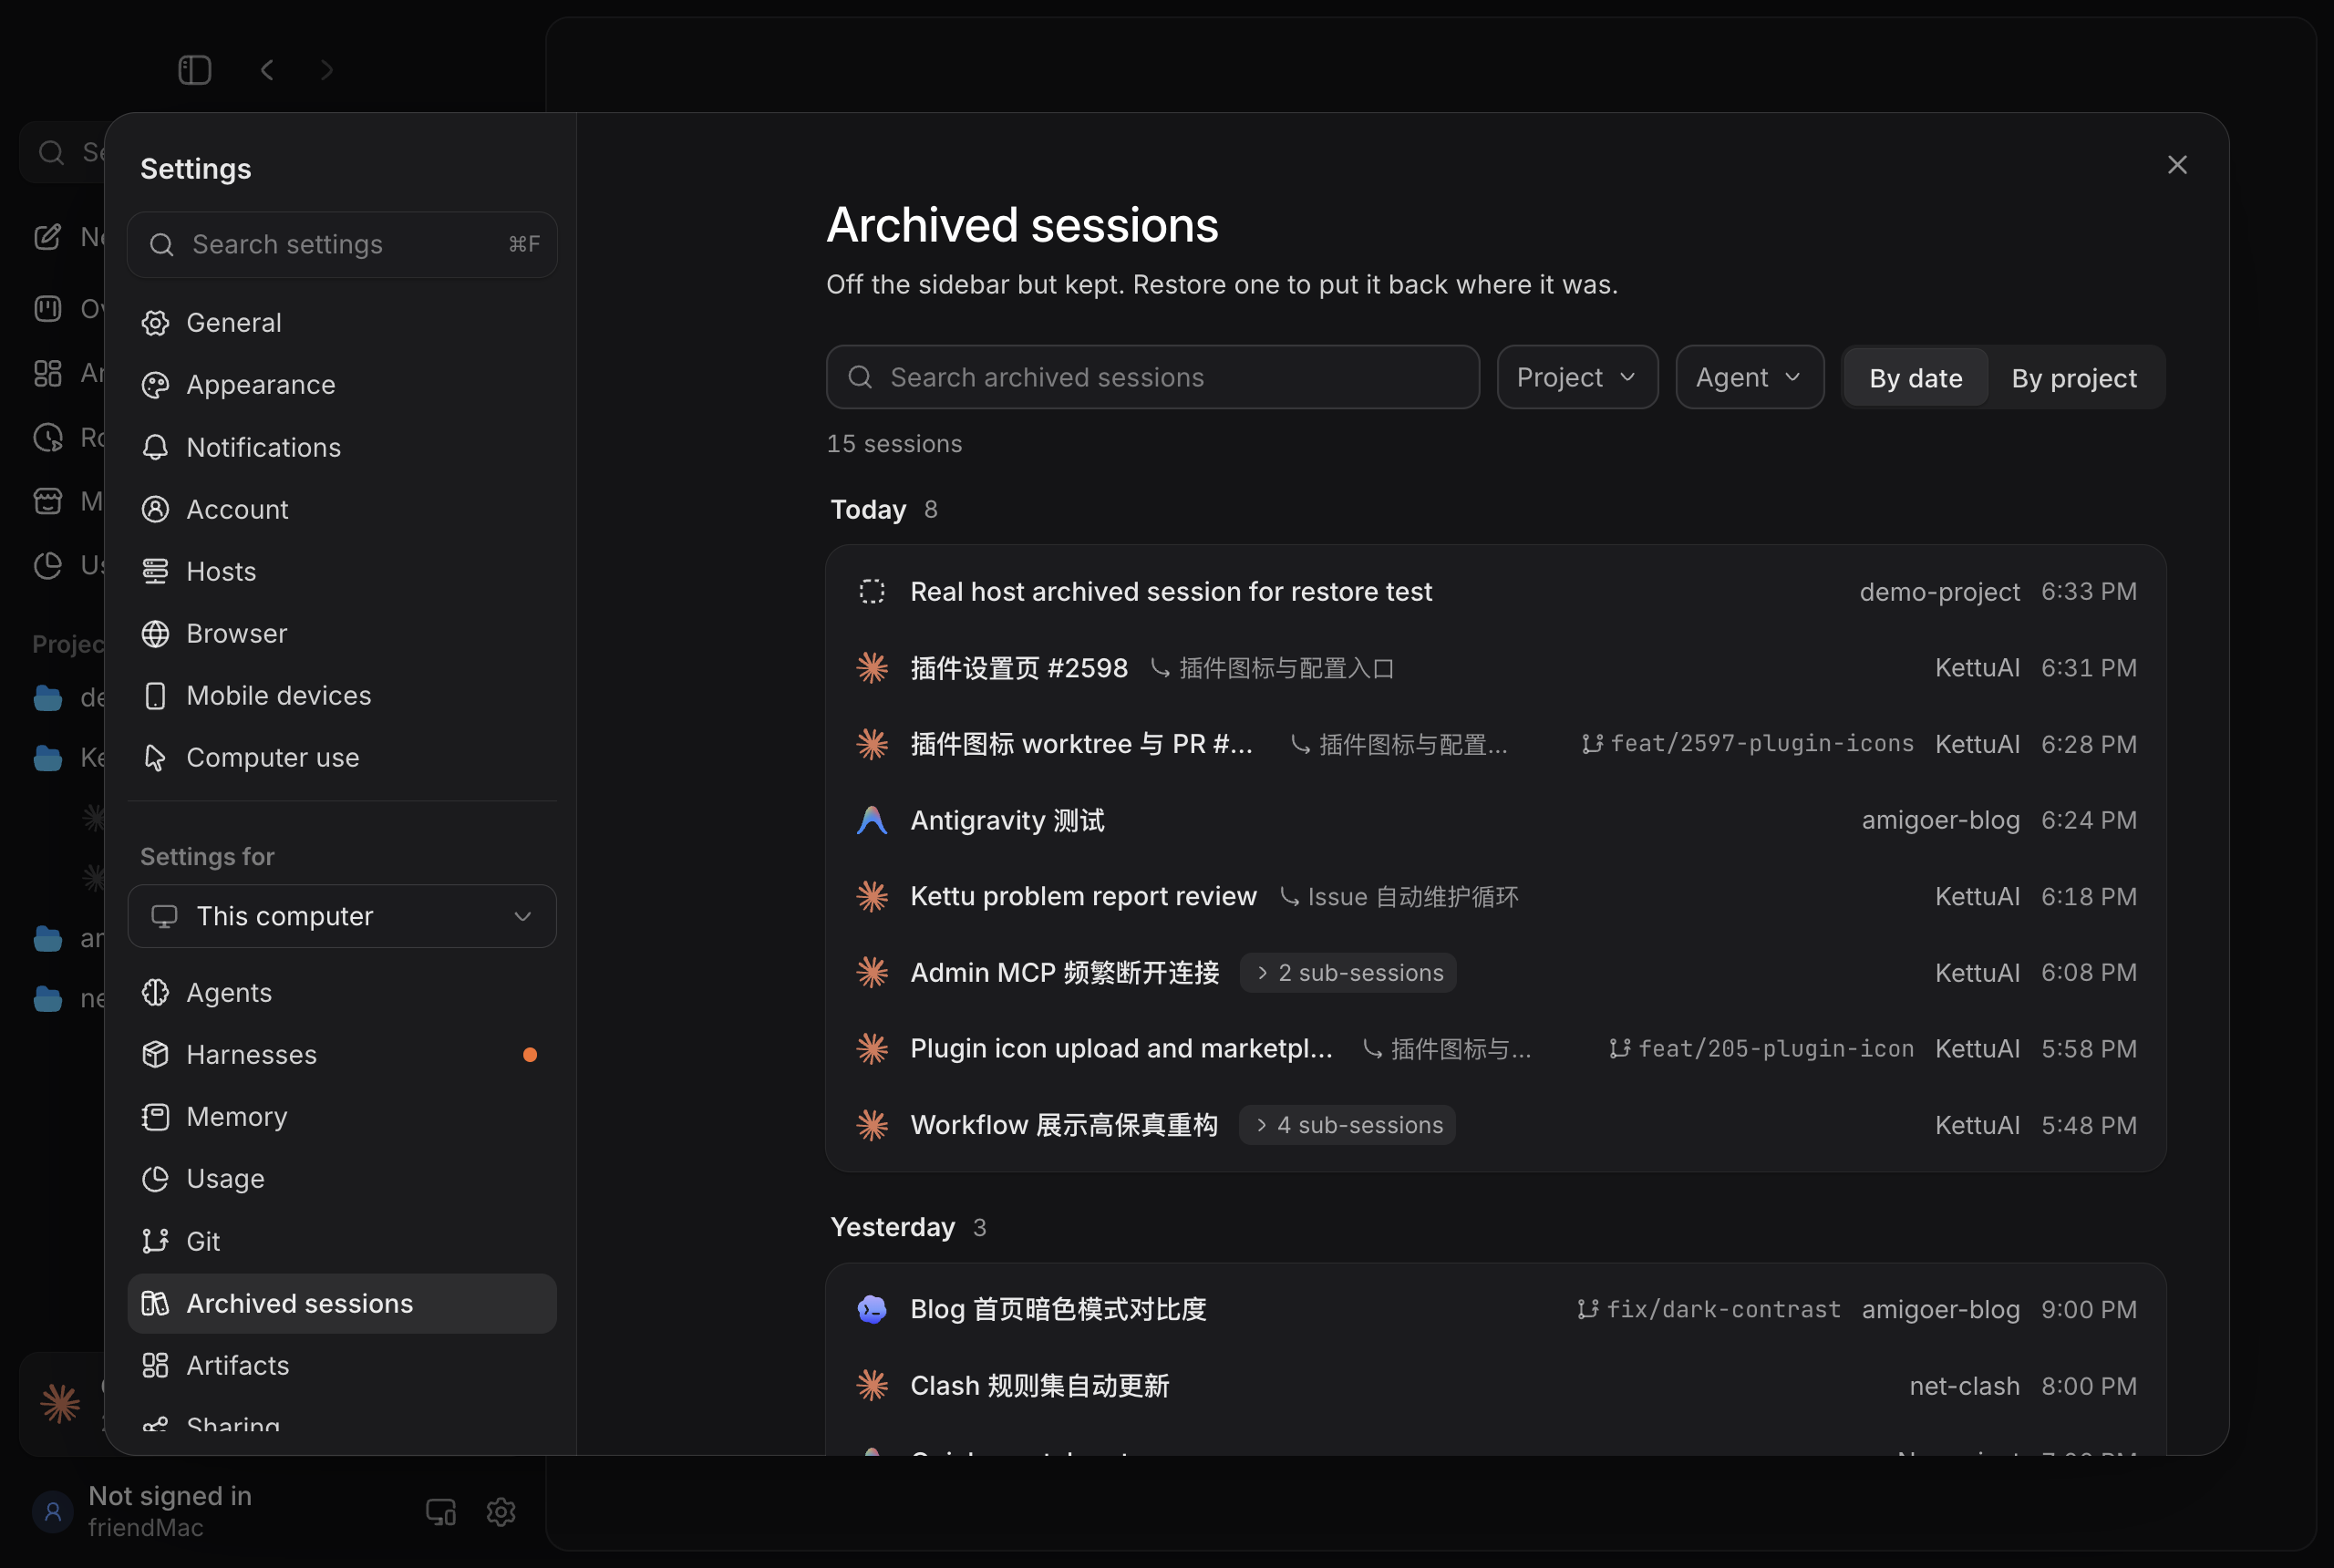 Settings
Search settings ⌘F
General
Appearance
Notifications
Account
Hosts
Browser
Mobile devices
Computer use
Settings for
This computer
Agents
Harnesses
Memory
Usage
Git
Archived sessions
Artifacts
Sharing
Not signed in
friendMac
Archived sessions
Off the sidebar but kept. Restore one to put it back where it was.
Search archived sessions Project Agent By date By project
15 sessions
Today 8
Real host archived session for restore test demo-project 6:33 PM
插件设置页 #2598 插件图标与配置入口 KettuAI 6:31 PM
插件图标 worktree 与 PR #... 插件图标与配置... feat/2597-plugin-icons KettuAI 6:28 PM
Antigravity 测试 amigoer-blog 6:24 PM
Kettu problem report review Issue 自动维护循环 KettuAI 6:18 PM
Admin MCP 频繁断开连接 2 sub-sessions KettuAI 6:08 PM
Plugin icon upload and marketpl... 插件图标与... feat/205-plugin-icon KettuAI 5:58 PM
Workflow 展示高保真重构 4 sub-sessions KettuAI 5:48 PM
Yesterday 3
Blog 首页暗色模式对比度 fix/dark-contrast amigoer-blog 9:00 PM
Clash 规则集自动更新 net-clash 8:00 PM